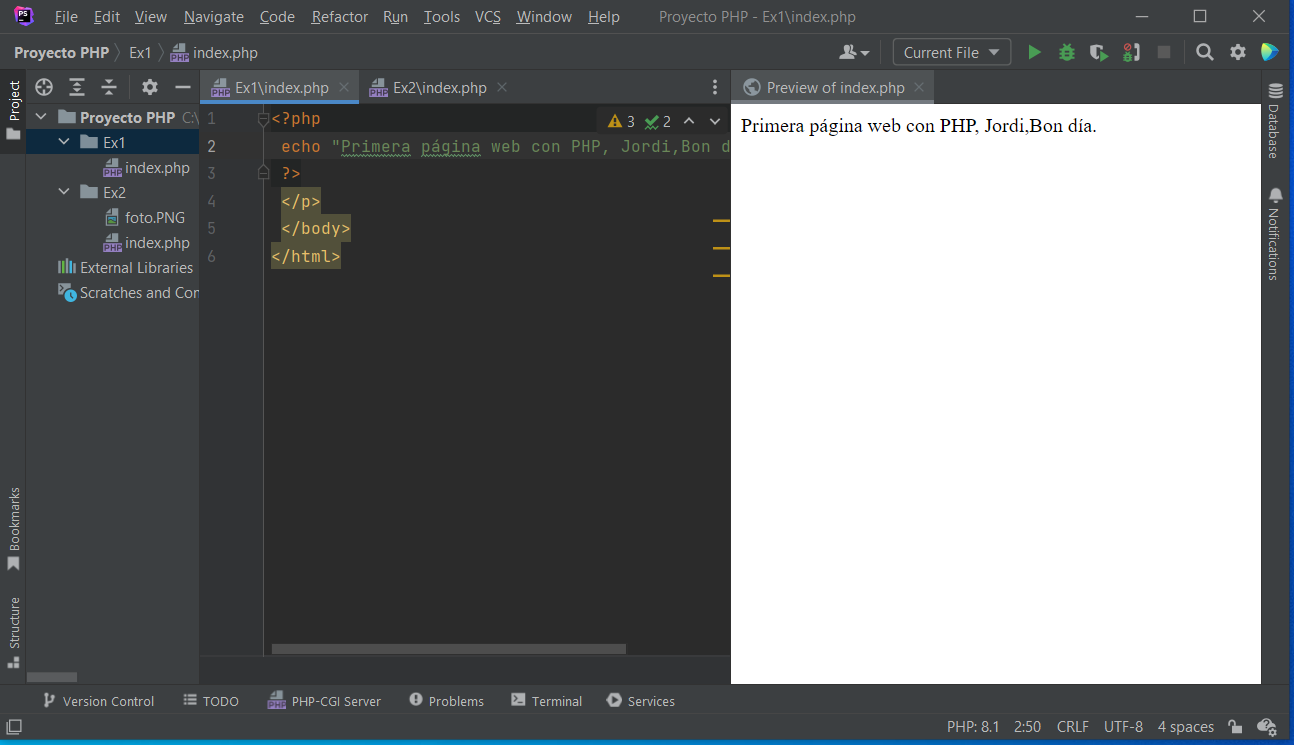 PS File Edit View Navigate Code Refactor Run Tools VCS Window Help Proyecto PHP - Ex1\index.php
Proyecto PHP Ex1 index.php Current File
Project
Ex1\index.php Ex2\index.php
Preview of index.php
Proyecto PHP C:\
Ex1
index.php
Ex2
foto.PNG
index.php
External Libraries
Scratches and Con
3 2
1 <?php
2 echo "Primera página web con PHP, Jordi,Bon d
3 ?>
4 </p>
5 </body>
6 </html>
Primera página web con PHP, Jordi,Bon día.
Database
Notifications
Bookmarks
Structure
Version Control TODO PHP-CGI Server Problems Terminal Services
PHP: 8.1 2:50 CRLF UTF-8 4 spaces